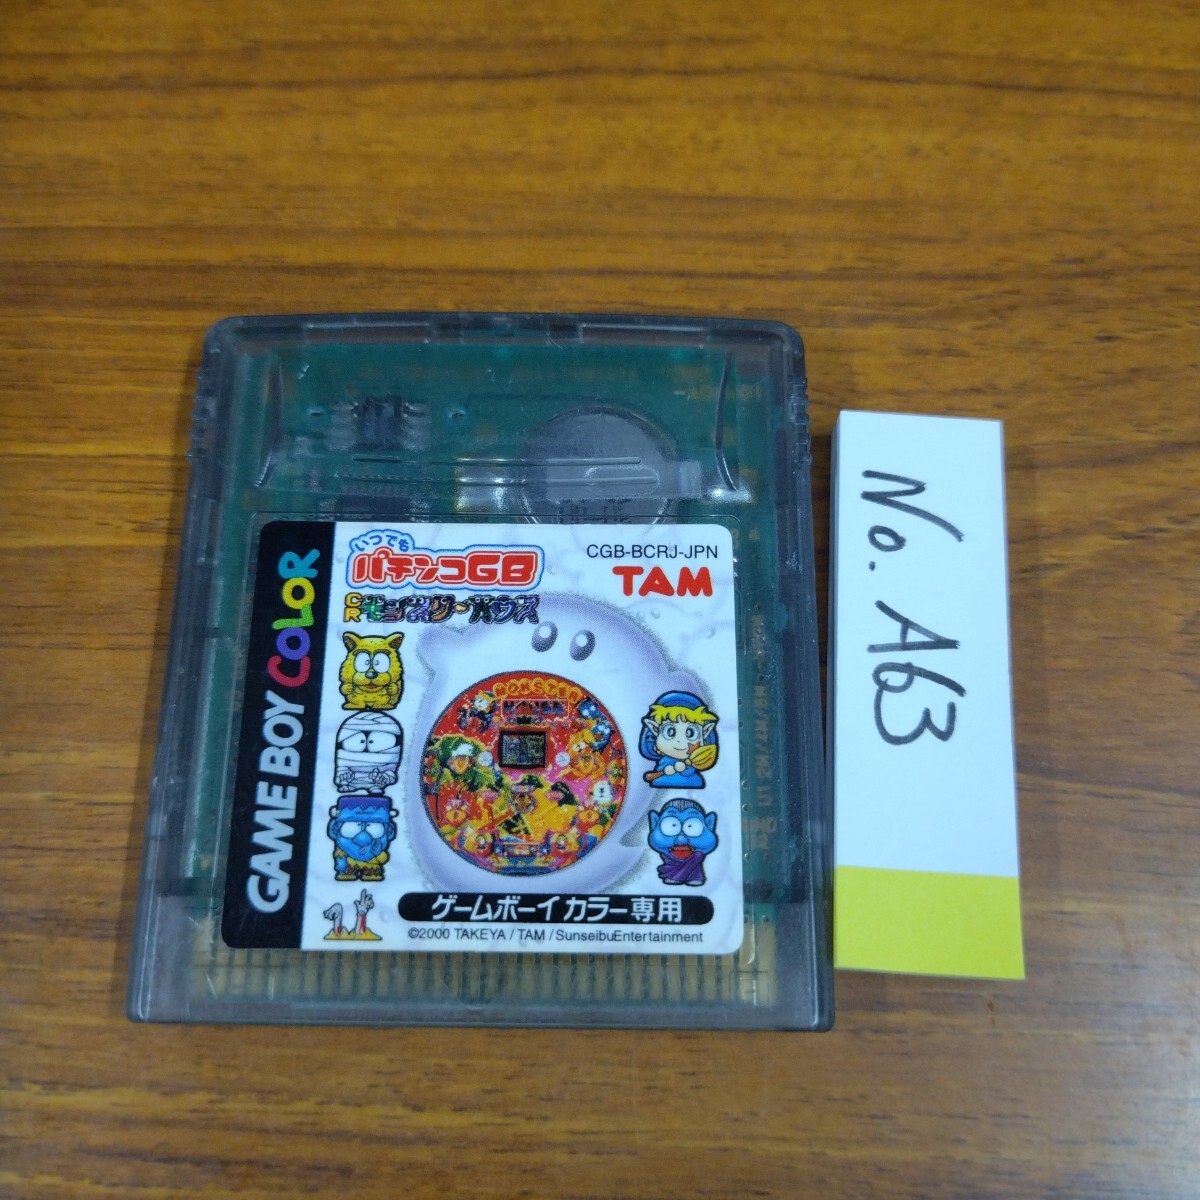 GAME BOY COLOR
いつでも
パチンコGB
CR モンスターハウス
CGB-BCRJ-JPN
TAM
MONSTER
HOUSE
ゲームボーイカラー専用
©2000 TAKEYA / TAM / SunseibuEntertainment
No. A63